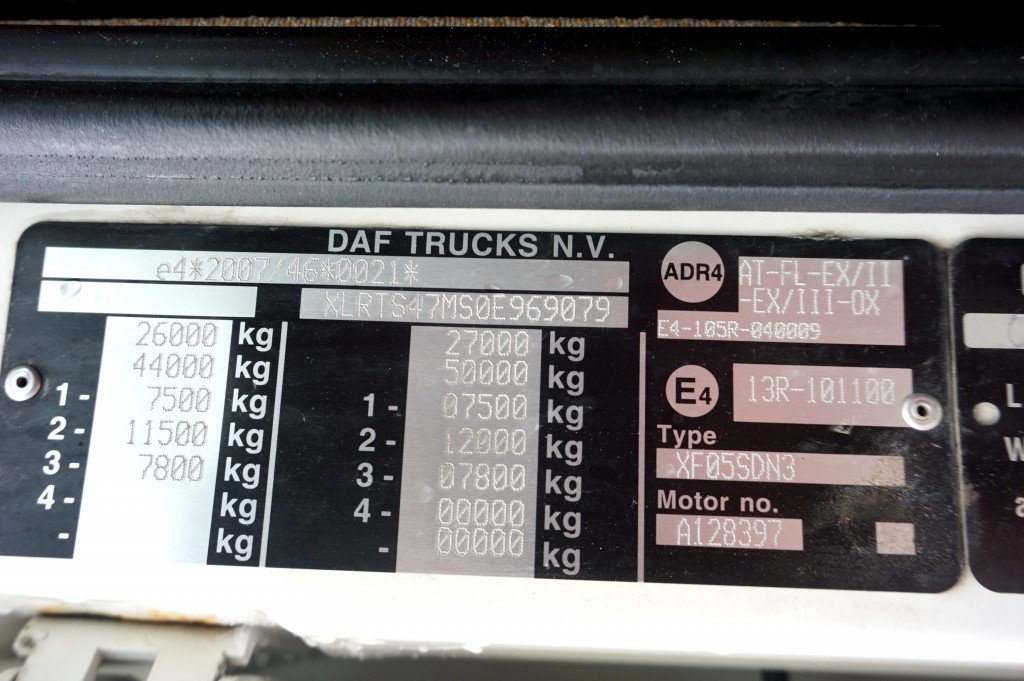 DAF TRUCKS N.V.
e4*2007/46*0021*
XLRTS47MS0E969079
26000 kg
44000 kg
1- 7500 kg
2- 11500 kg
3- 7800 kg
4- kg
- kg
27000 kg
50000 kg
1- 07500 kg
2- 12000 kg
3- 07800 kg
4- 00000 kg
- 00000 kg
ADR4
AT-FL-EX/II
-EX/III-OX
E4-105R-040009
E4 13R-101100
Type
XF05SDN3
Motor no.
A128397
L
W
a